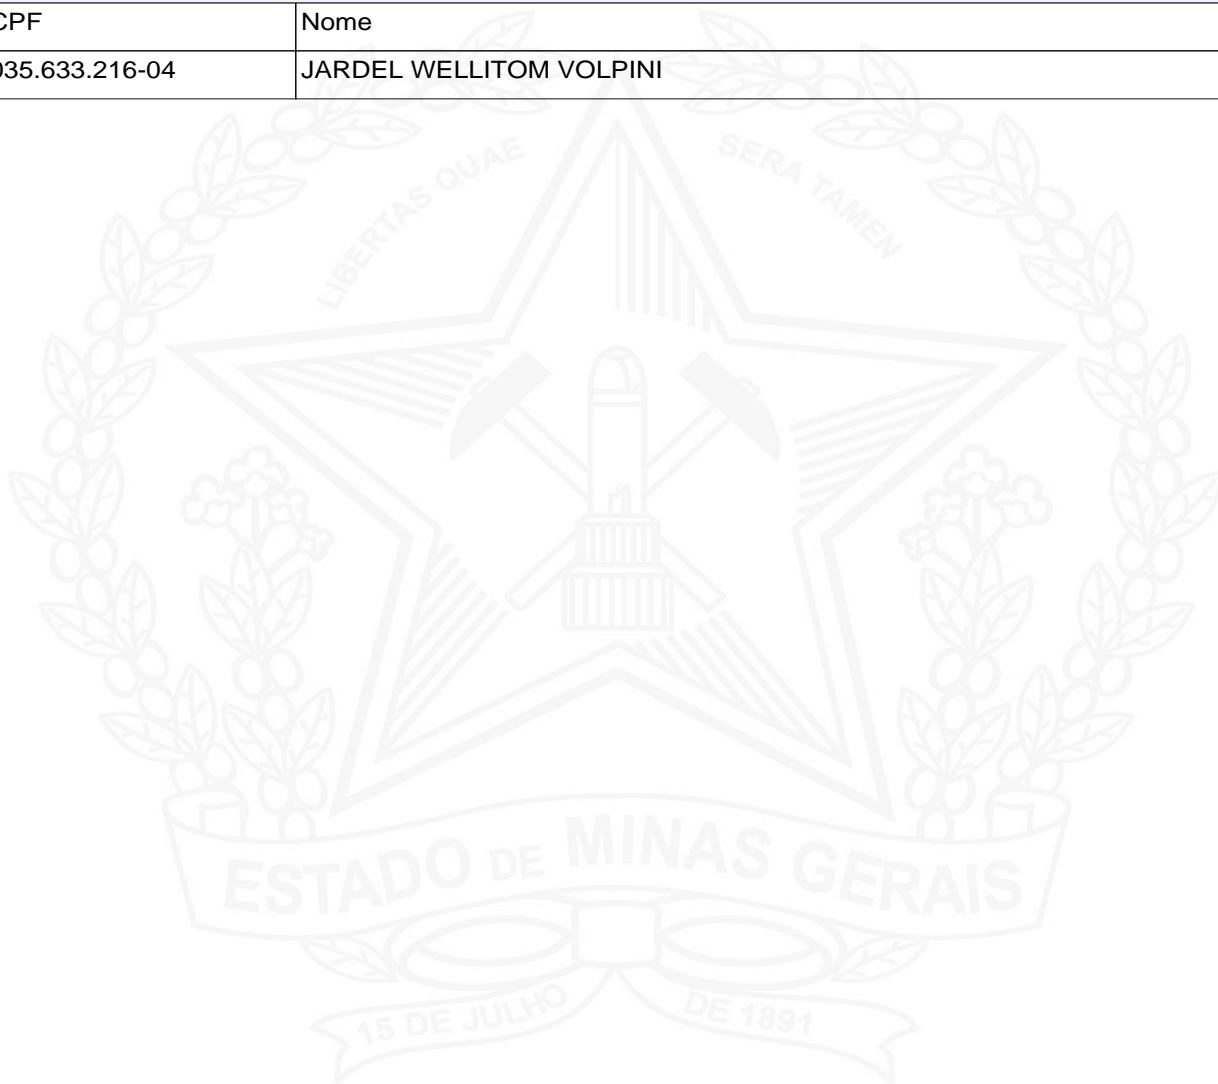 CPF Nome
035.633.216-04 JARDEL WELLITOM VOLPINI
LIBERTAS QUAE SERA TAMEN
ESTADO DE MINAS GERAIS
15 DE JULHO DE 1891